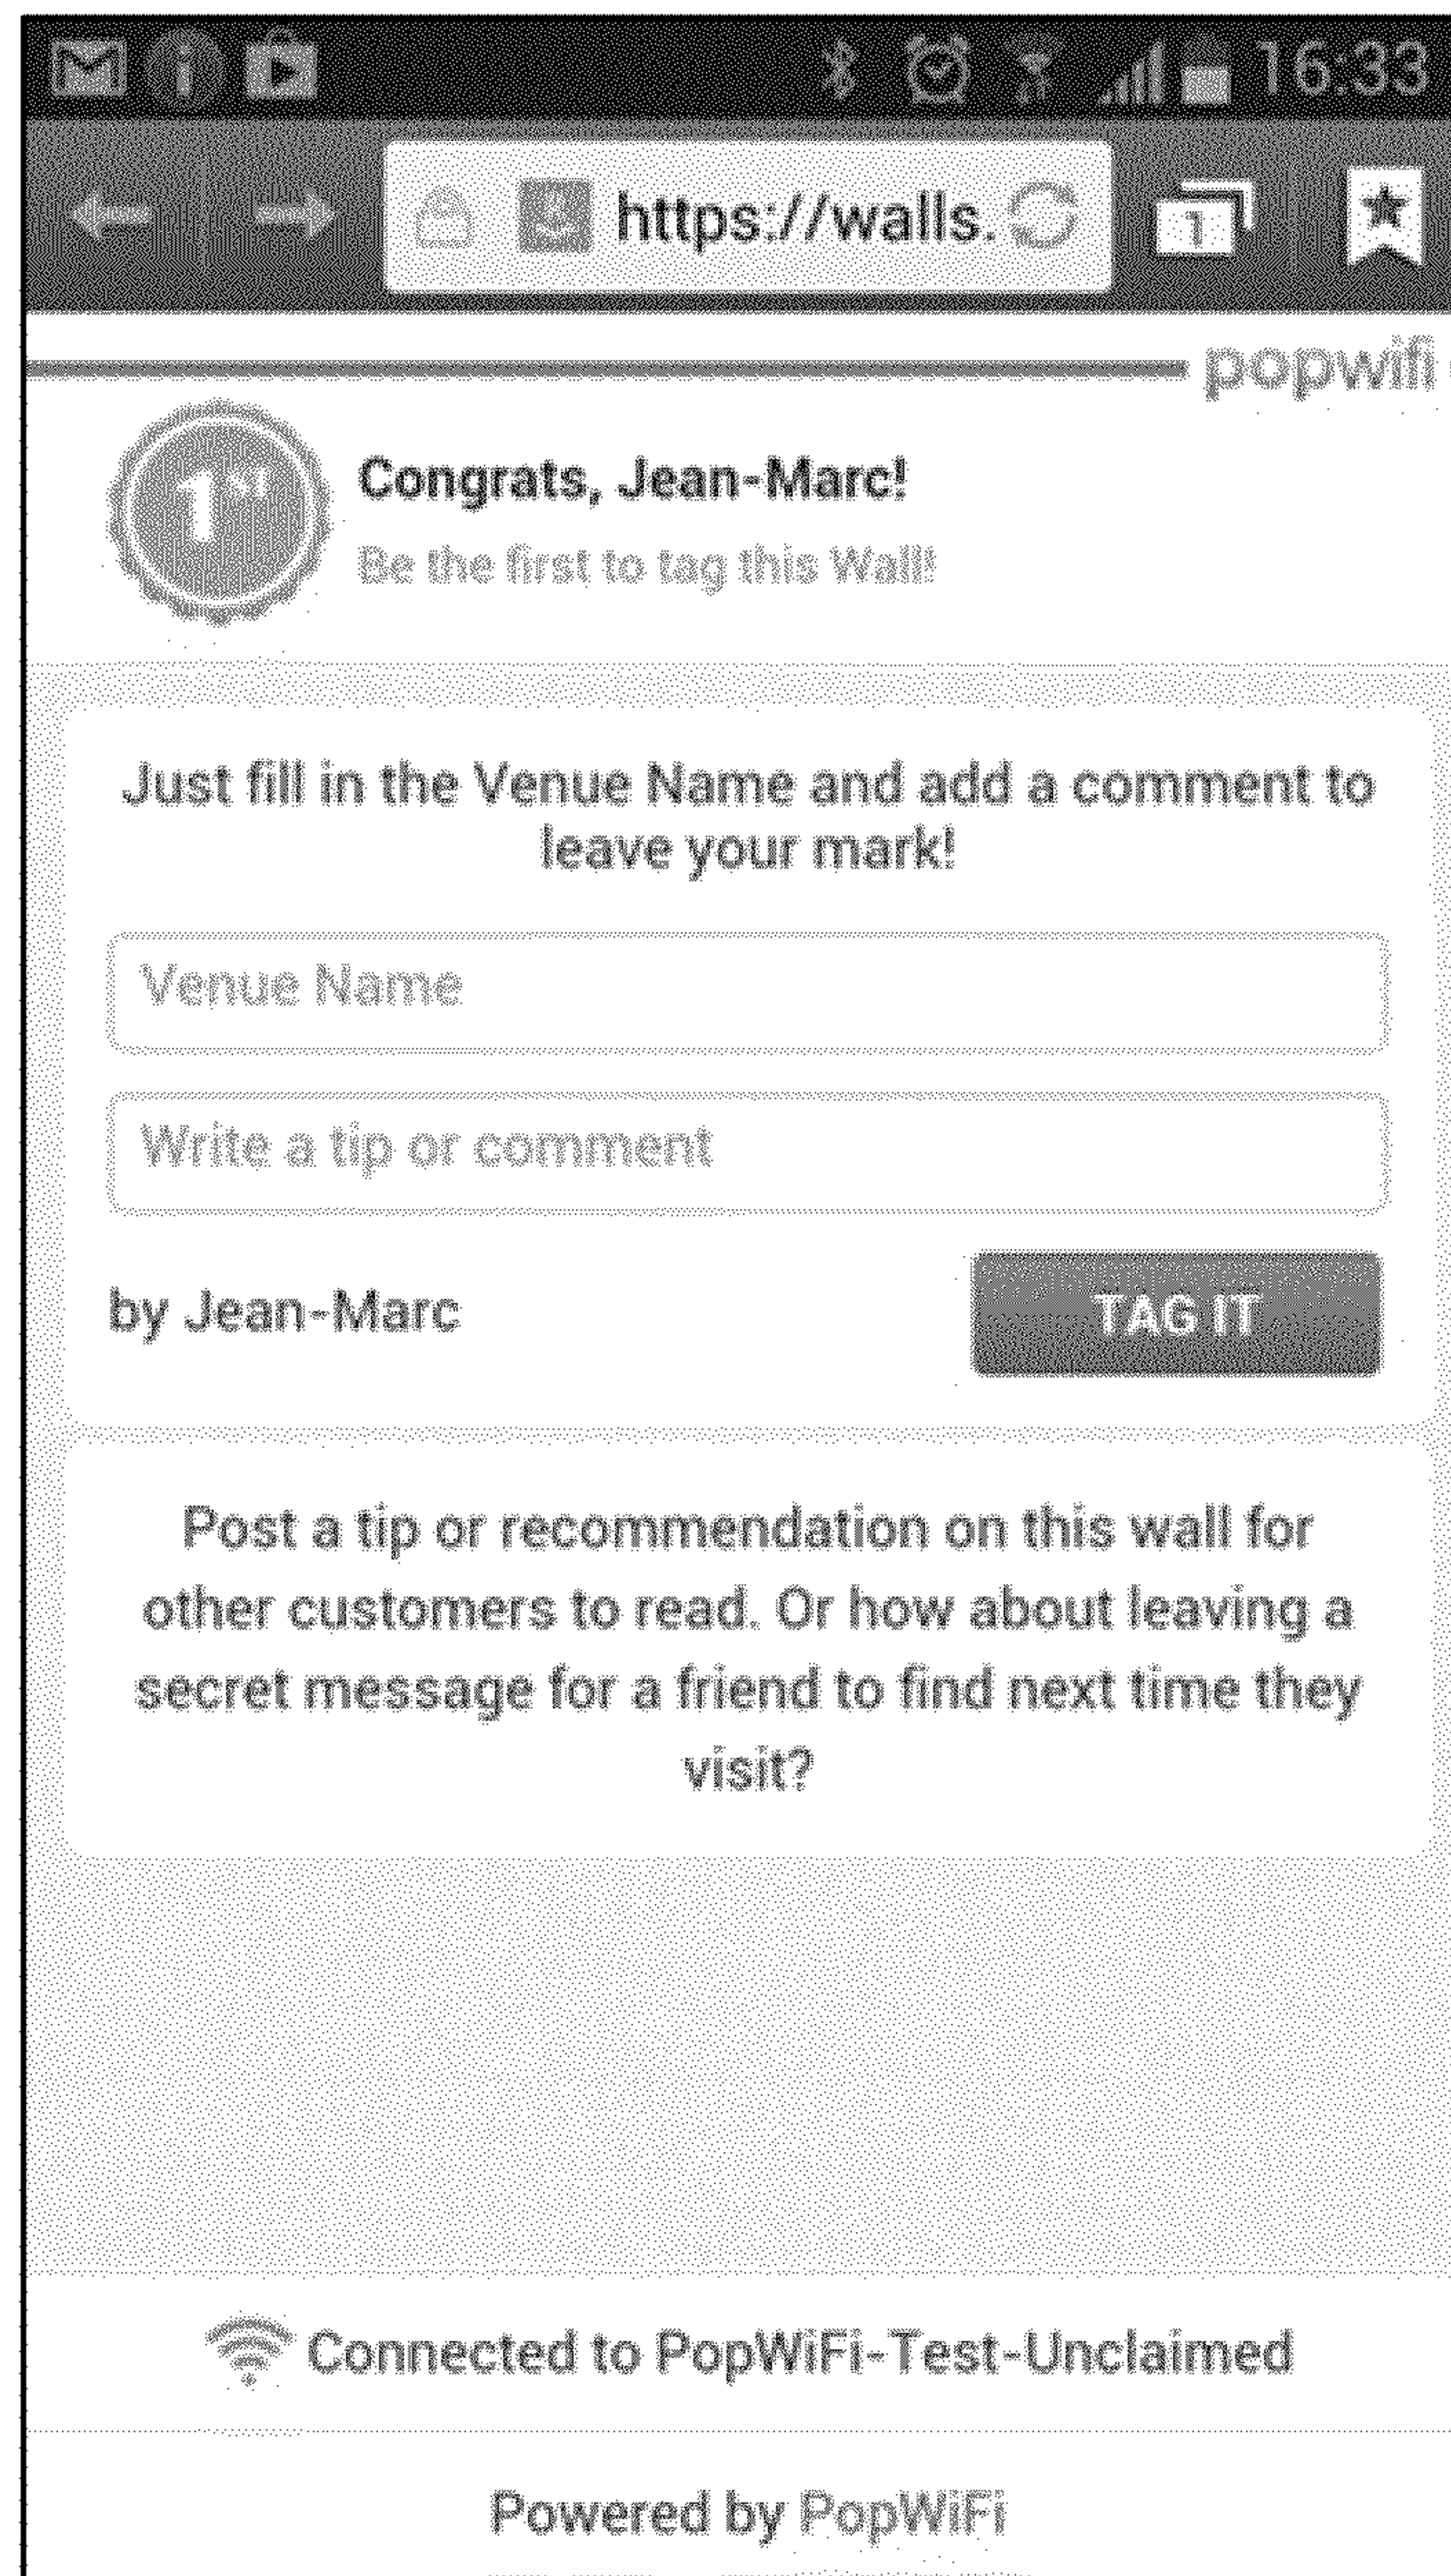 16:33
https://walls.
1
popwifi
1ST
Congrats, Jean-Marc!
Be the first to tag this Wall!
Just fill in the Venue Name and add a comment to
leave your mark!
Venue Name
Write a tip or comment
by Jean-Marc
TAG IT
Post a tip or recommendation on this wall for
other customers to read. Or how about leaving a
secret message for a friend to find next time they
visit?
Connected to PopWiFi-Test-Unclaimed
Powered by PopWiFi